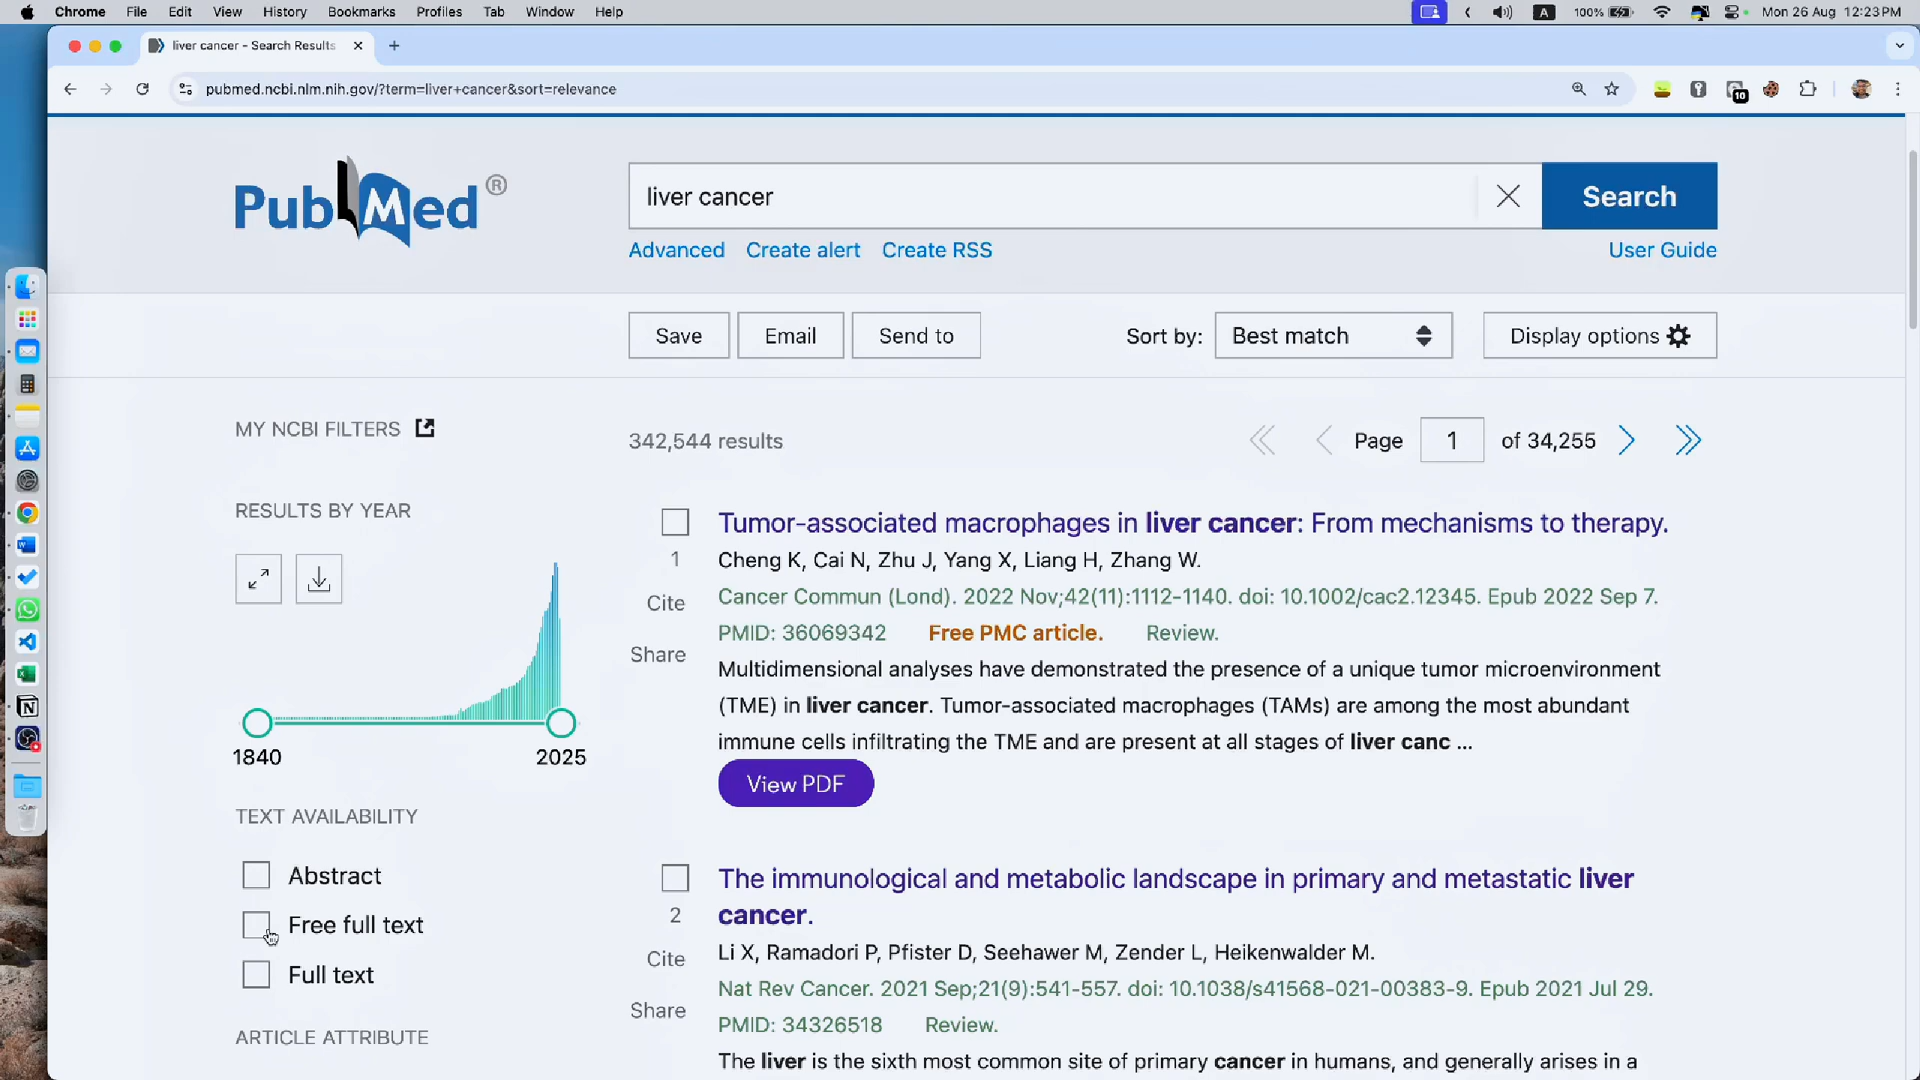 Chrome File Edit View History Bookmarks Profiles Tab Window Help
A 100% Mon 26 Aug 12:23PM
liver cancer - Search Results
pubmed.ncbi.nlm.nih.gov/?term=liver+cancer&sort=relevance
10
PubMed®
liver cancer
Search
Advanced Create alert Create RSS
User Guide
Save Email Send to
Sort by: Best match Display options
MY NCBI FILTERS
342,544 results
Page 1 of 34,255
RESULTS BY YEAR
1840 2025
TEXT AVAILABILITY
Abstract
Free full text
Full text
ARTICLE ATTRIBUTE
Tumor-associated macrophages in liver cancer: From mechanisms to therapy.
1
Cheng K, Cai N, Zhu J, Yang X, Liang H, Zhang W.
Cite
Cancer Commun (Lond). 2022 Nov;42(11):1112-1140. doi: 10.1002/cac2.12345. Epub 2022 Sep 7.
PMID: 36069342 Free PMC article. Review.
Share
Multidimensional analyses have demonstrated the presence of a unique tumor microenvironment
(TME) in liver cancer. Tumor-associated macrophages (TAMs) are among the most abundant
immune cells infiltrating the TME and are present at all stages of liver canc ...
View PDF
The immunological and metabolic landscape in primary and metastatic liver
cancer.
2
Li X, Ramadori P, Pfister D, Seehawer M, Zender L, Heikenwalder M.
Cite
Nat Rev Cancer. 2021 Sep;21(9):541-557. doi: 10.1038/s41568-021-00383-9. Epub 2021 Jul 29.
Share
PMID: 34326518 Review.
The liver is the sixth most common site of primary cancer in humans, and generally arises in a